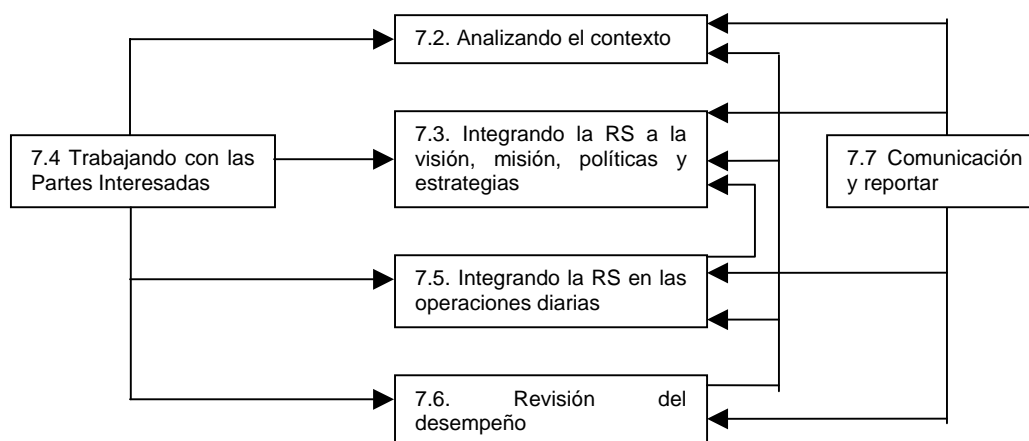 7.2. Analizando el contexto
7.3. Integrando la RS a la
visión, misión, políticas y
estrategias
7.4 Trabajando con las
Partes Interesadas
7.7 Comunicación
y reportar
7.5. Integrando la RS en las
operaciones diarias
7.6. Revisión del
desempeño